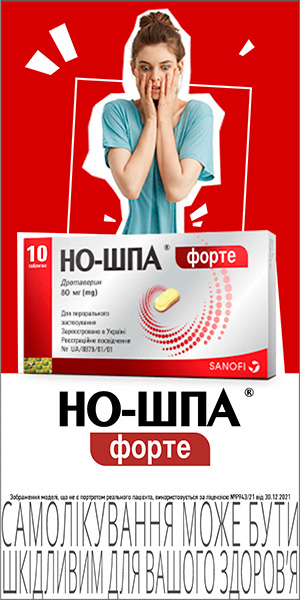 10
таблеток
НО-ШПА® форте
Дротаверин
80 мг (mg)
Для перорального
застосування
Зареєстровано в Україні
Реєстраційне посвідчення
№ UA/8879/01/01
SANOFI
НО-ШПА®
форте
Зображення моделі, що не є портретом реального пацієнта, використовується за ліцензією №РР943/21 від 30.12.2021
САМОЛІКУВАННЯ МОЖЕ БУТИ
ШКІДЛИВИМ ДЛЯ ВАШОГО ЗДОРОВ'Я